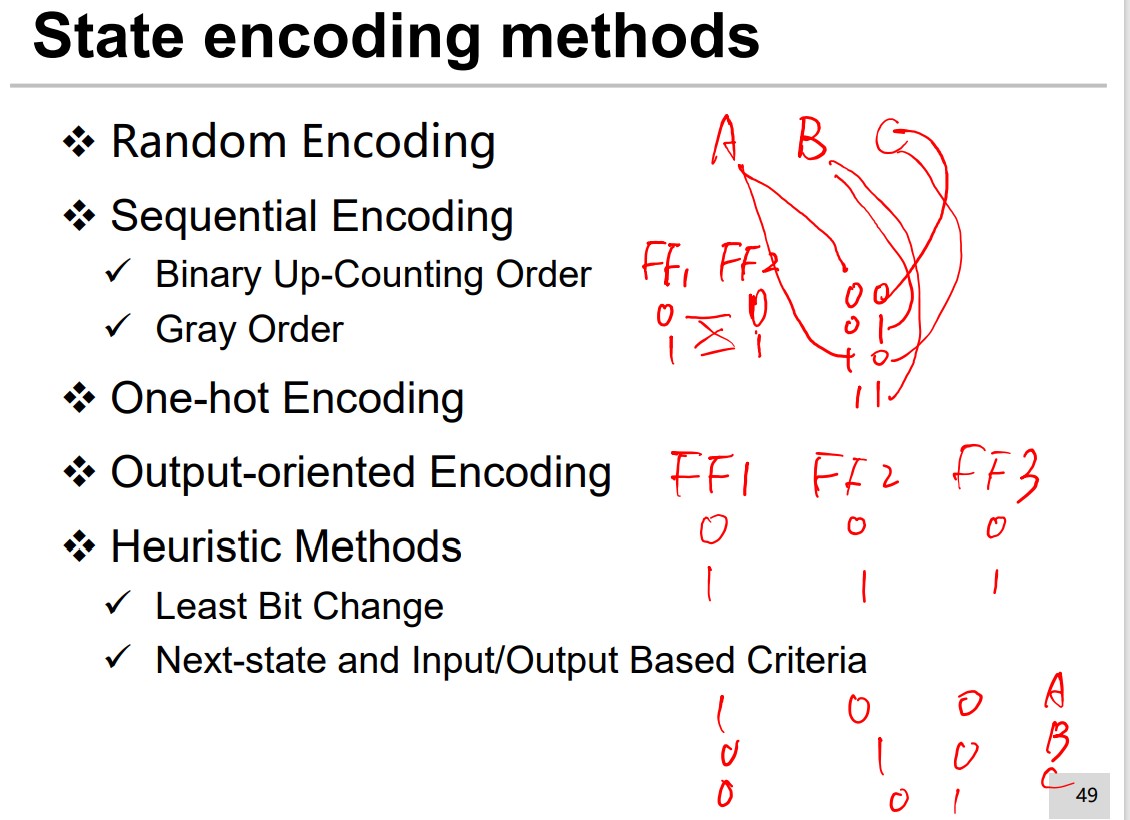 State encoding methods
❖ Random Encoding
A B C
❖ Sequential Encoding
✓ Binary Up-Counting Order
FF1 FF2
0 0
1 1
00
01
10
11
✓ Gray Order
❖ One-hot Encoding
❖ Output-oriented Encoding
FF1 FF2 FF3
0 0 0
1 1 1
❖ Heuristic Methods
✓ Least Bit Change
✓ Next-state and Input/Output Based Criteria
1 0 0 A
0 1 0 B
0 0 1 C
49